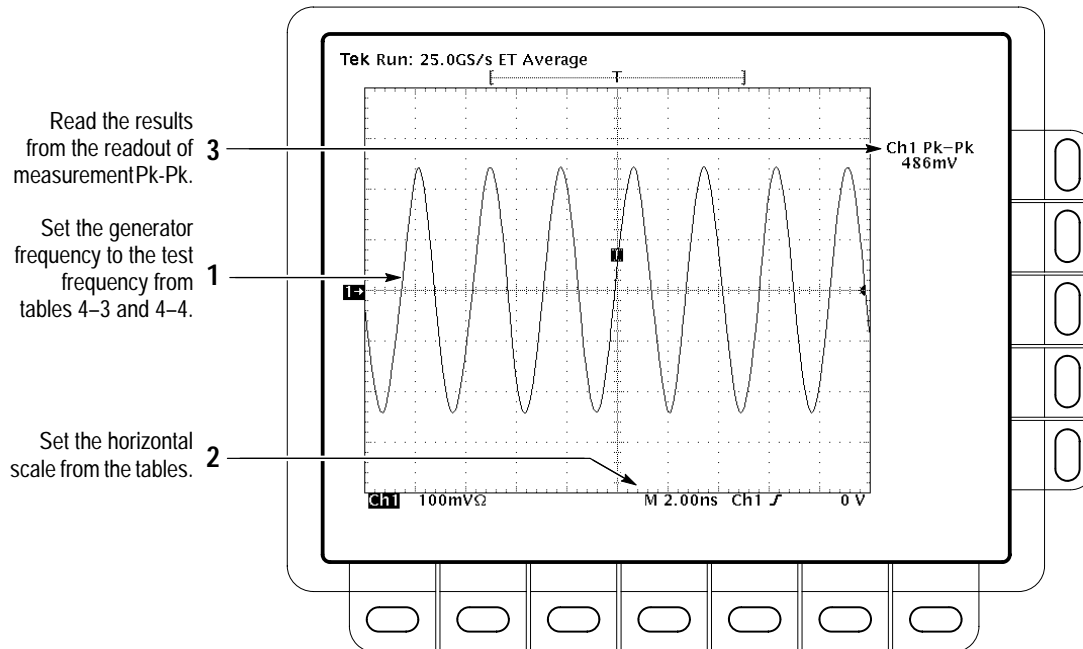 Tek Run: 25.0GS/s ET Average
[ T ]
Read the results
from the readout of
measurement Pk-Pk.
3
Ch1 Pk–Pk
486mV
Set the generator
frequency to the test
frequency from
tables 4–3 and 4–4.
1
T
1→
Set the horizontal
scale from the tables.
2
Ch1 100mVΩ M 2.00ns Ch1 ∫ 0 V